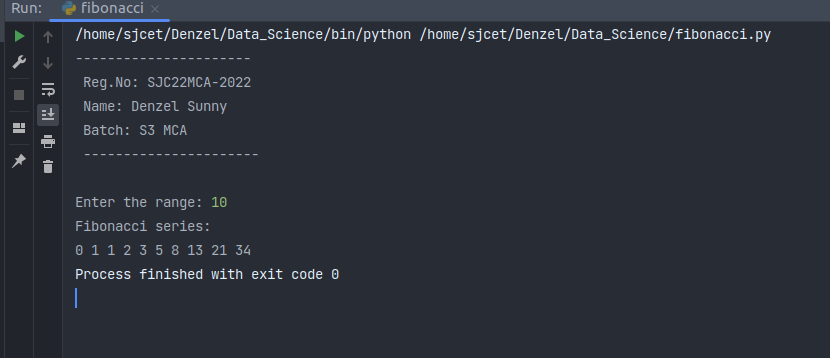 Run: fibonacci ×
/home/sjcet/Denzel/Data_Science/bin/python /home/sjcet/Denzel/Data_Science/fibonacci.py
----------------------
Reg.No: SJC22MCA-2022
Name: Denzel Sunny
Batch: S3 MCA
----------------------
Enter the range: 10
Fibonacci series:
0 1 1 2 3 5 8 13 21 34
Process finished with exit code 0